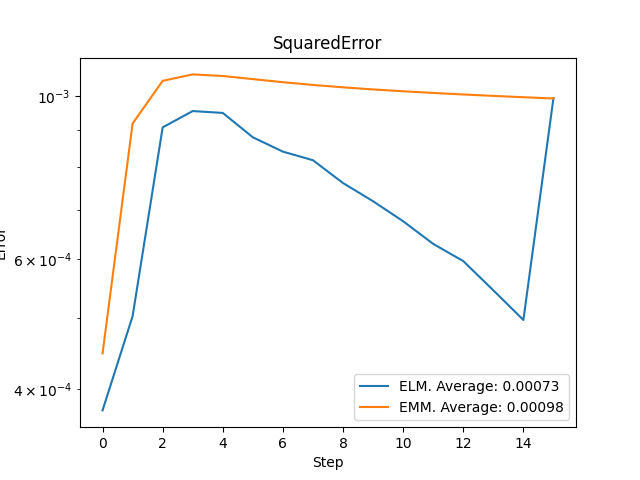 SquaredError
10⁻³
6 × 10⁻⁴
4 × 10⁻⁴
Error
0 2 4 6 8 10 12 14
Step
ELM. Average: 0.00073
EMM. Average: 0.00098